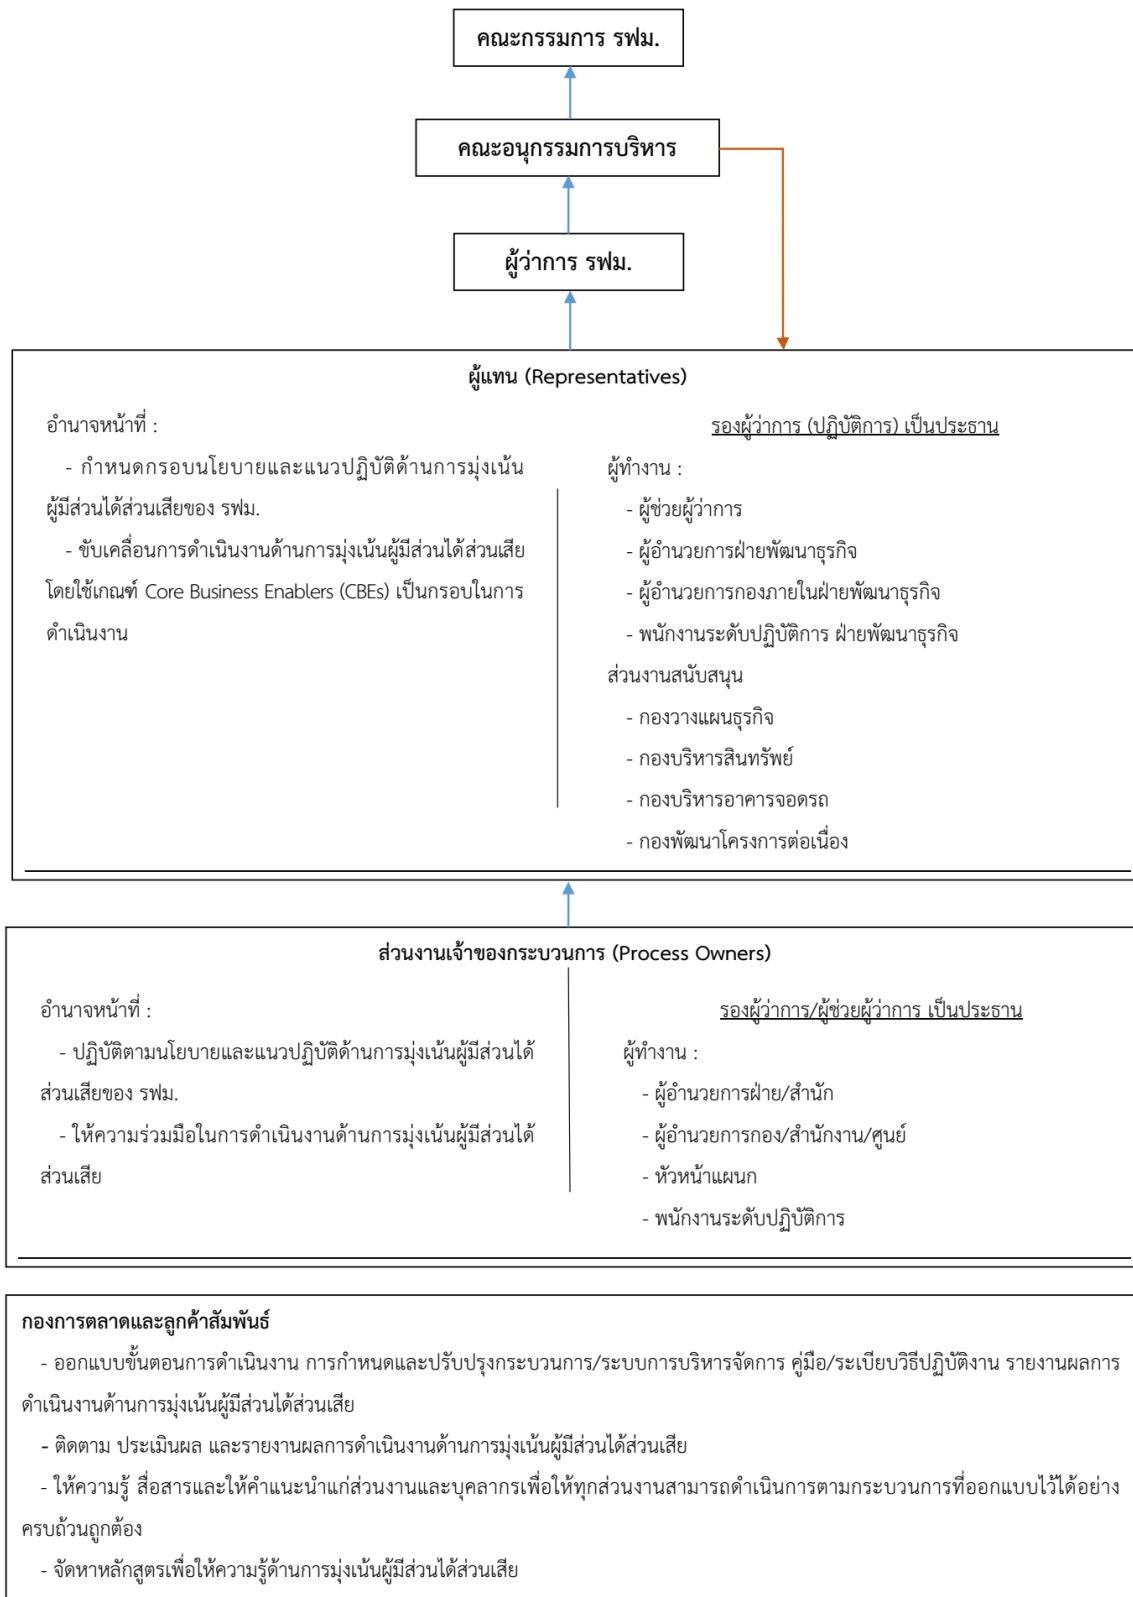 คณะกรรมการ รฟม.
คณะอนุกรรมการบริหาร
ผู้ว่าการ รฟม.
ผู้แทน (Representatives)
อำนาจหน้าที่ :
- กำหนดกรอบนโยบายและแนวปฏิบัติด้านการมุ่งเน้น
ผู้มีส่วนได้ส่วนเสียของ รฟม.
- ขับเคลื่อนการดำเนินงานด้านการมุ่งเน้นผู้มีส่วนได้ส่วนเสีย
โดยใช้เกณฑ์ Core Business Enablers (CBEs) เป็นกรอบในการ
ดำเนินงาน
รองผู้ว่าการ (ปฏิบัติการ) เป็นประธาน
ผู้ทำงาน :
- ผู้ช่วยผู้ว่าการ
- ผู้อำนวยการฝ่ายพัฒนาธุรกิจ
- ผู้อำนวยการกองภายในฝ่ายพัฒนาธุรกิจ
- พนักงานระดับปฏิบัติการ ฝ่ายพัฒนาธุรกิจ
ส่วนงานสนับสนุน
- กองวางแผนธุรกิจ
- กองบริหารสินทรัพย์
- กองบริหารอาคารจอดรถ
- กองพัฒนาโครงการต่อเนื่อง
ส่วนงานเจ้าของกระบวนการ (Process Owners)
อำนาจหน้าที่ :
- ปฏิบัติตามนโยบายและแนวปฏิบัติด้านการมุ่งเน้นผู้มีส่วนได้
ส่วนเสียของ รฟม.
- ให้ความร่วมมือในการดำเนินงานด้านการมุ่งเน้นผู้มีส่วนได้
ส่วนเสีย
รองผู้ว่าการ/ผู้ช่วยผู้ว่าการ เป็นประธาน
ผู้ทำงาน :
- ผู้อำนวยการฝ่าย/สำนัก
- ผู้อำนวยการกอง/สำนักงาน/ศูนย์
- หัวหน้าแผนก
- พนักงานระดับปฏิบัติการ
กองการตลาดและลูกค้าสัมพันธ์
- ออกแบบขั้นตอนการดำเนินงาน การกำหนดและปรับปรุงกระบวนการ/ระบบการบริหารจัดการ คู่มือ/ระเบียบวิธีปฏิบัติงาน รายงานผลการ
ดำเนินงานด้านการมุ่งเน้นผู้มีส่วนได้ส่วนเสีย
- ติดตาม ประเมินผล และรายงานผลการดำเนินงานด้านการมุ่งเน้นผู้มีส่วนได้ส่วนเสีย
- ให้ความรู้ สื่อสารและให้คำแนะนำแก่ส่วนงานและบุคลากรเพื่อให้ทุกส่วนงานสามารถดำเนินการตามกระบวนการที่ออกแบบไว้ได้อย่าง
ครบถ้วนถูกต้อง
- จัดหาหลักสูตรเพื่อให้ความรู้ด้านการมุ่งเน้นผู้มีส่วนได้ส่วนเสีย